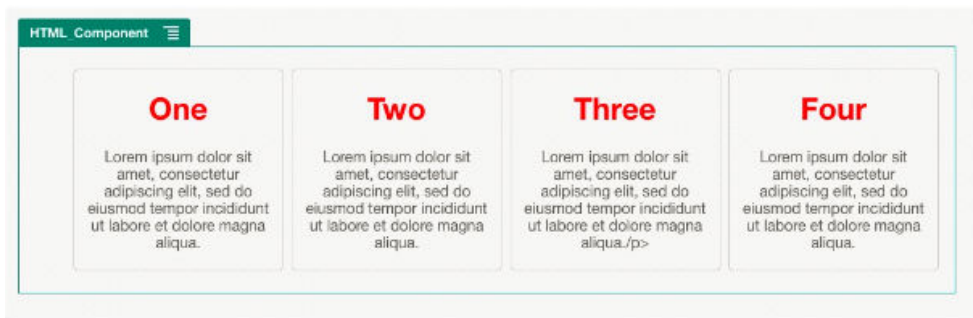 HTML_Component
One
Lorem ipsum dolor sit
amet, consectetur
adipiscing elit, sed do
eiusmod tempor incididunt
ut labore et dolore magna
aliqua.
Two
Lorem ipsum dolor sit
amet, consectetur
adipiscing elit, sed do
eiusmod tempor incididunt
ut labore et dolore magna
aliqua.
Three
Lorem ipsum dolor sit
amet, consectetur
adipiscing elit, sed do
eiusmod tempor incididunt
ut labore et dolore magna
aliqua./p>
Four
Lorem ipsum dolor sit
amet, consectetur
adipiscing elit, sed do
eiusmod tempor incididunt
ut labore et dolore magna
aliqua.